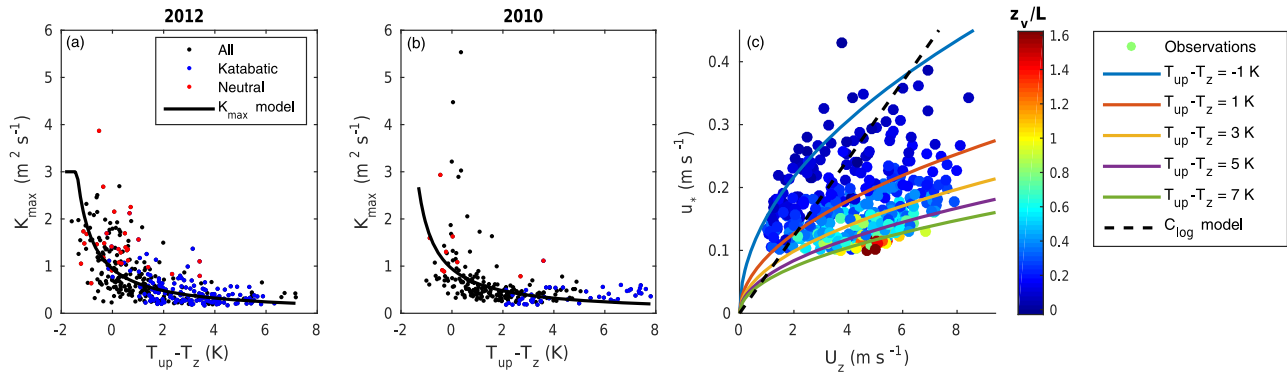 2012
(a)
All
Katabatic
Neutral
K_max model
K_max (m² s⁻¹)
6
5
4
3
2
1
0
-2 0 2 4 6 8
T_up-T_z (K)
2010
(b)
K_max (m² s⁻¹)
6
5
4
3
2
1
0
-2 0 2 4 6 8
T_up-T_z (K)
(c)
u_* (m s⁻¹)
0.4
0.3
0.2
0.1
0
0 2 4 6 8
U_z (m s⁻¹)
z_v/L
1.6
1.4
1.2
1
0.8
0.6
0.4
0.2
0
Observations
T_up-T_z = -1 K
T_up-T_z = 1 K
T_up-T_z = 3 K
T_up-T_z = 5 K
T_up-T_z = 7 K
C_log model